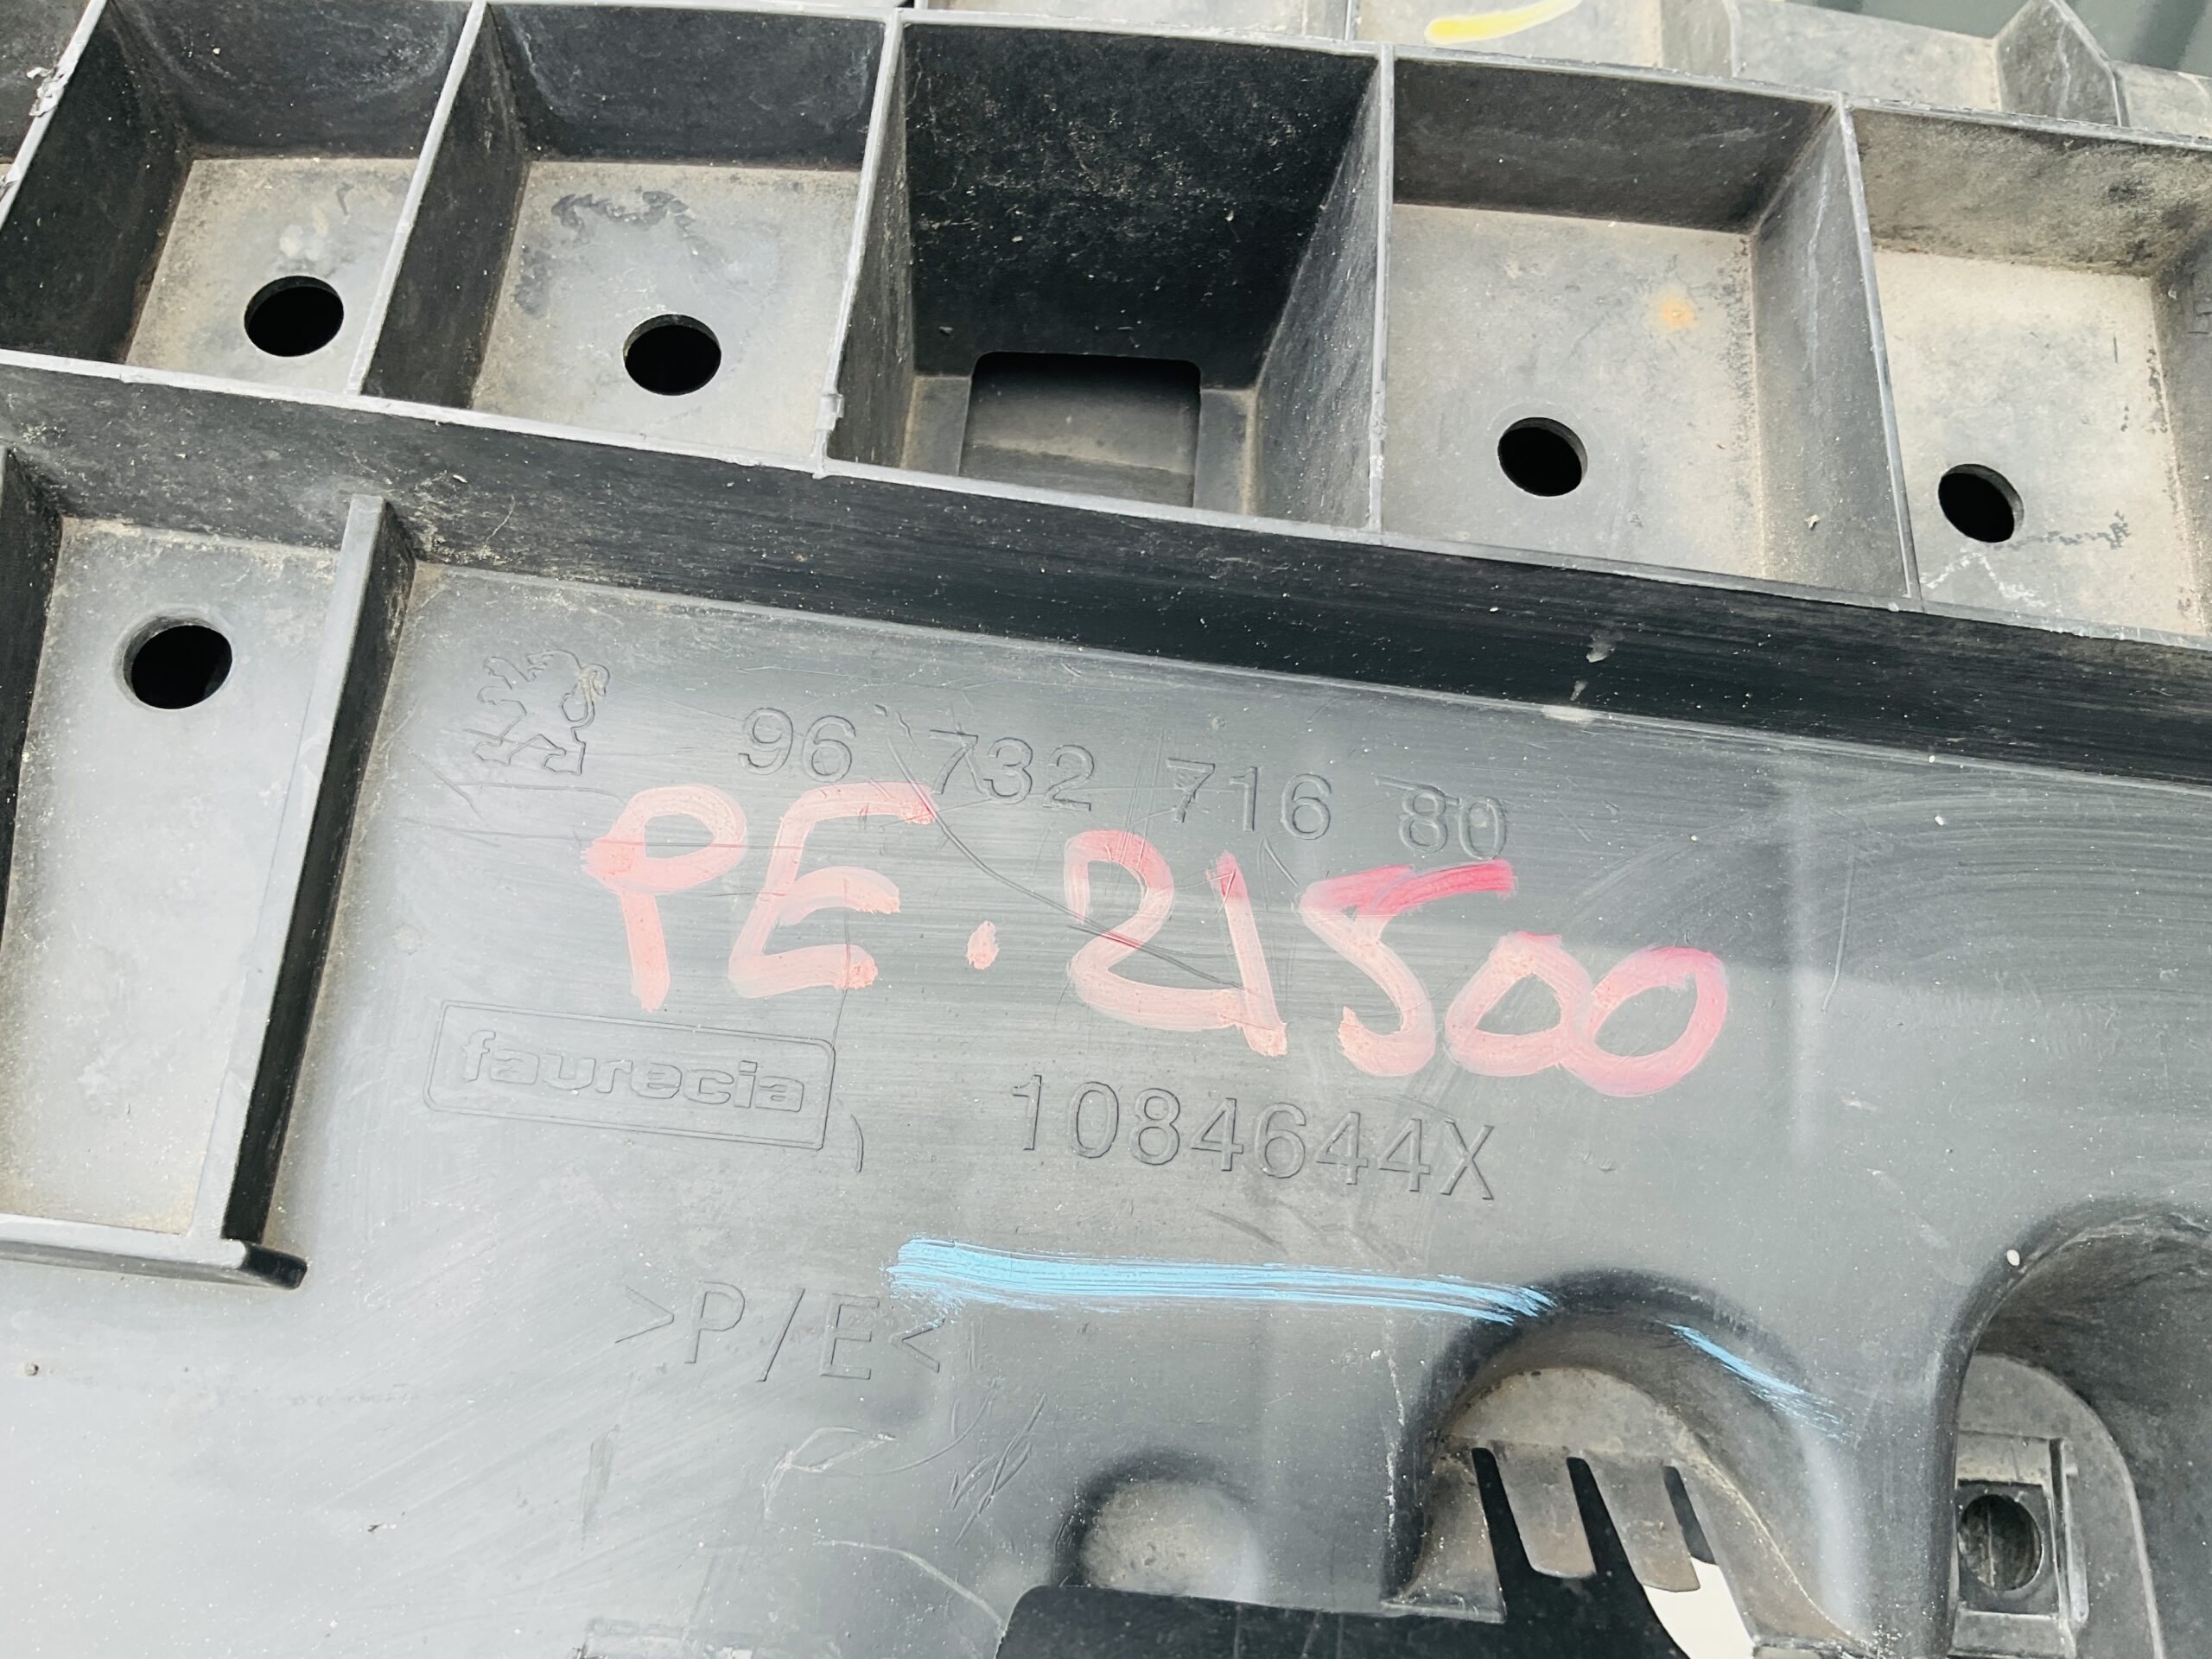 96 732 716 80
PE.21500
faurecia
1084644X
>P/E<